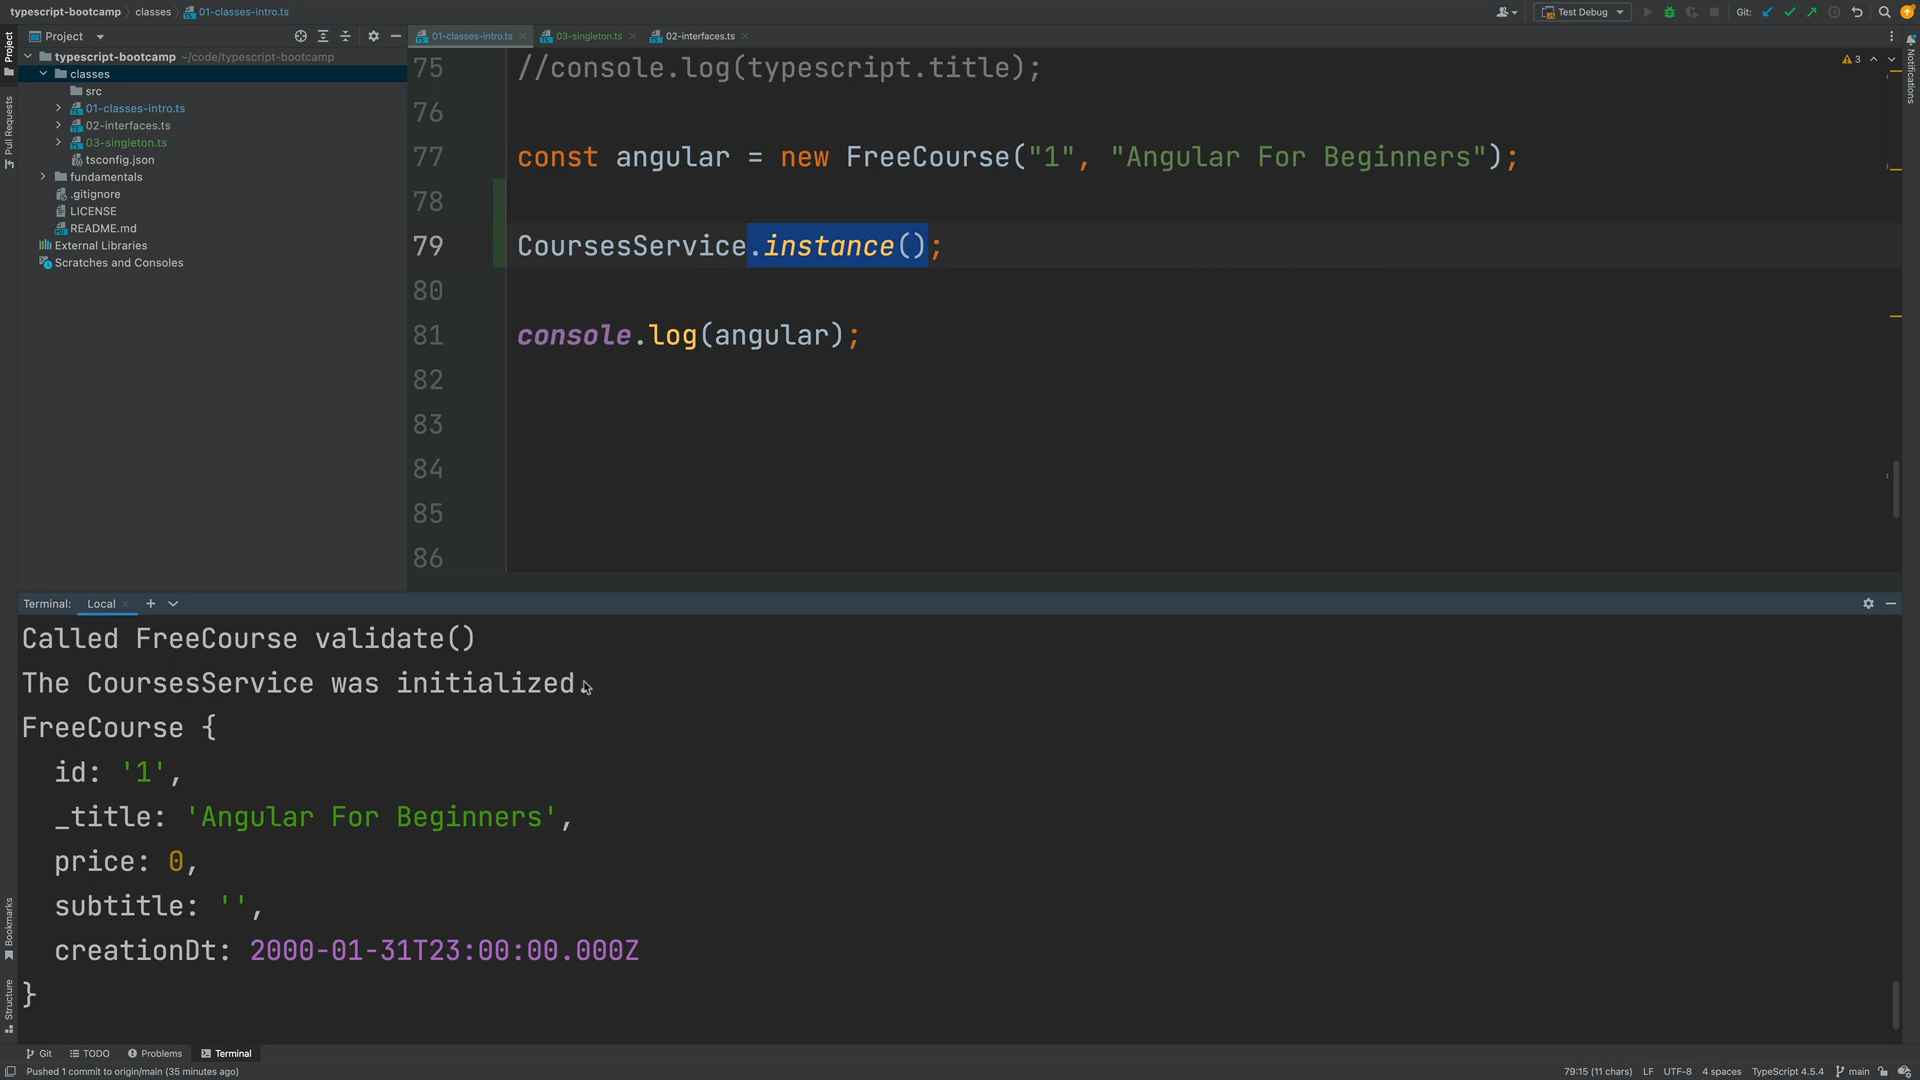 typescript-bootcamp classes 01-classes-intro.ts
Test Debug Git:
Project
01-classes-intro.ts 03-singleton.ts 02-interfaces.ts
typescript-bootcamp ~/code/typescript-bootcamp
classes
src
01-classes-intro.ts
02-interfaces.ts
03-singleton.ts
tsconfig.json
fundamentals
.gitignore
LICENSE
README.md
External Libraries
Scratches and Consoles
Project
Pull Requests
Bookmarks
Structure
Notifications
3
75 //console.log(typescript.title);
76
77 const angular = new FreeCourse("1", "Angular For Beginners");
78
79 CoursesService.instance();
80
81 console.log(angular);
82
83
84
85
86
Terminal: Local
Called FreeCourse validate()
The CoursesService was initialized.
FreeCourse {
id: '1',
_title: 'Angular For Beginners',
price: 0,
subtitle: '',
creationDt: 2000-01-31T23:00:00.000Z
}
Git TODO Problems Terminal
Pushed 1 commit to origin/main (35 minutes ago)
79:15 (11 chars) LF UTF-8 4 spaces TypeScript 4.5.4 main